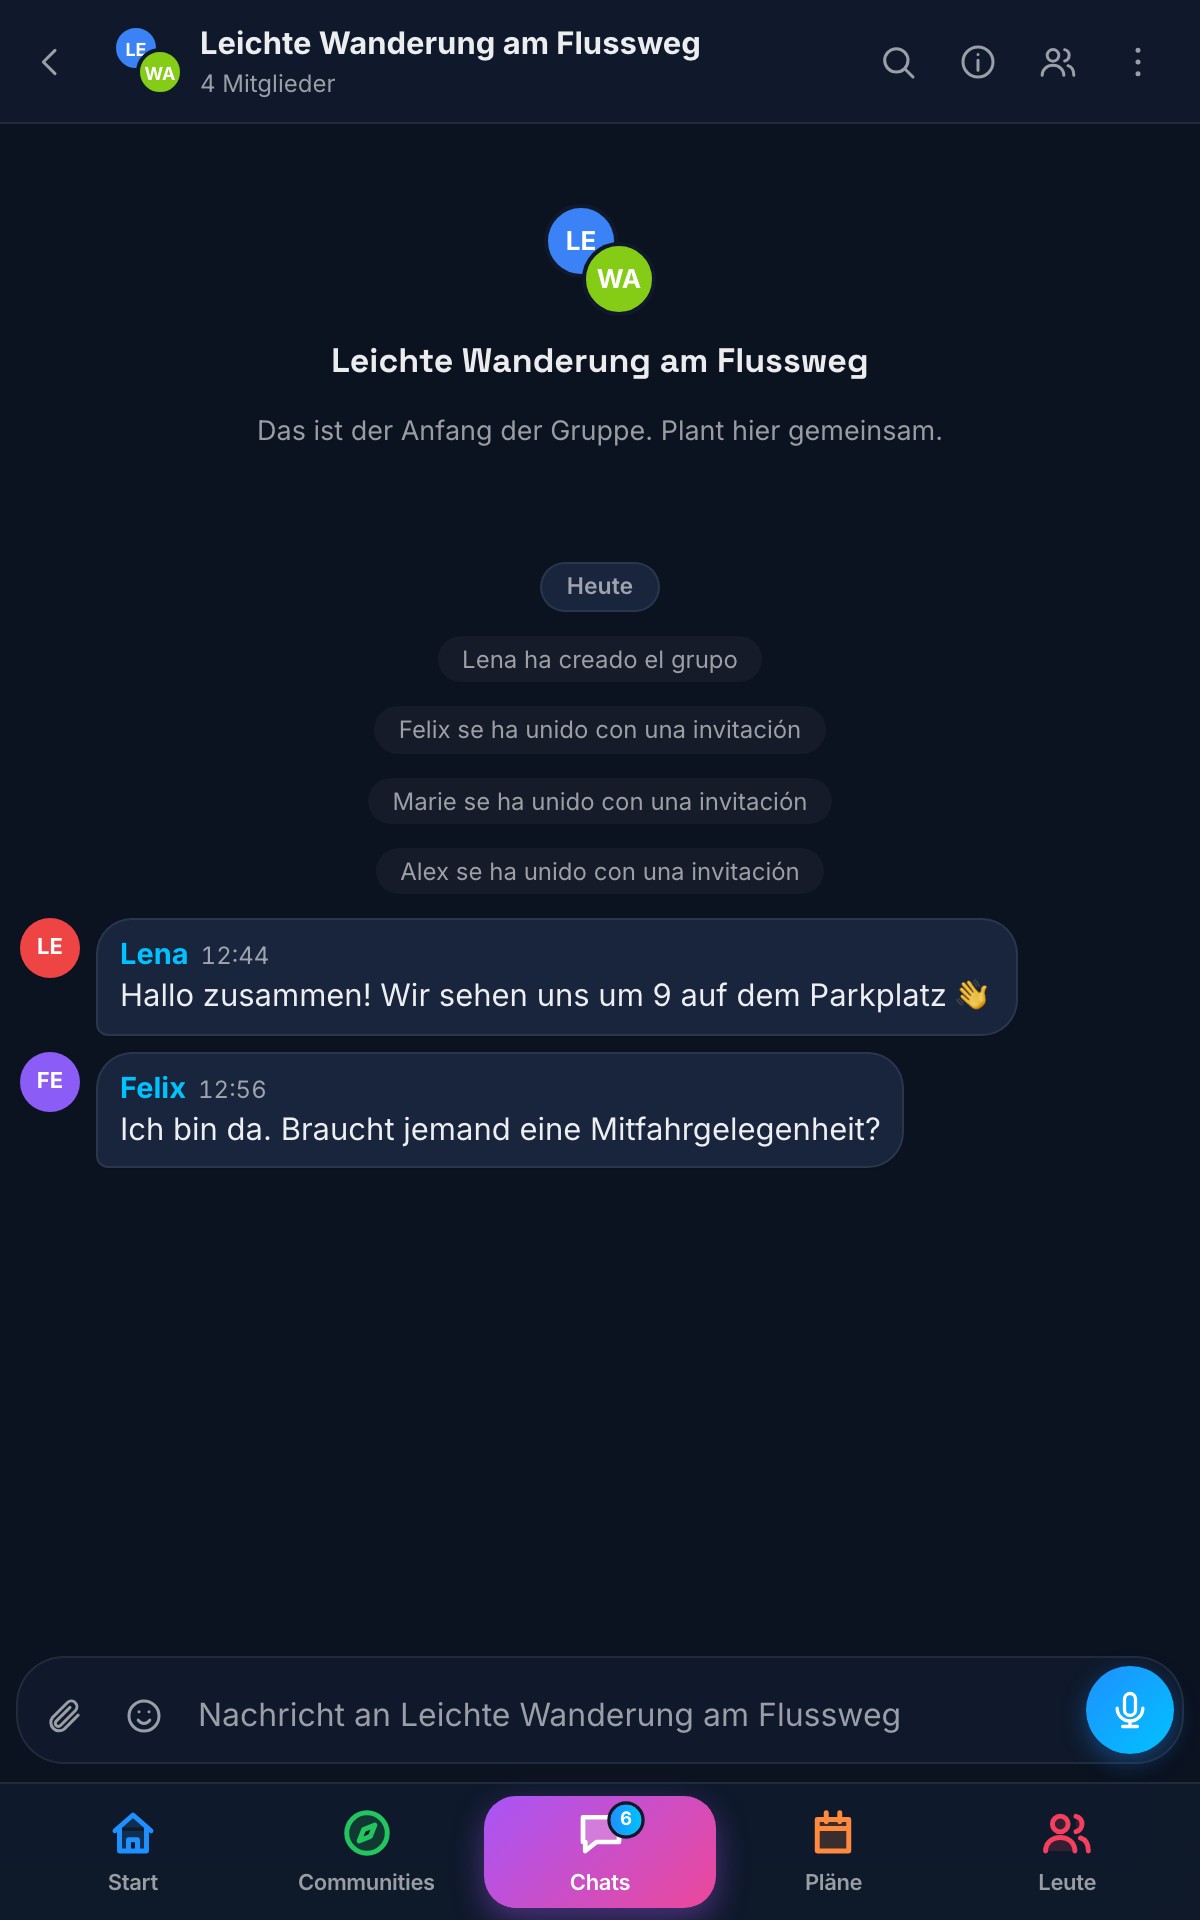 LE
WA
Leichte Wanderung am Flussweg
4 Mitglieder
LE
WA
Leichte Wanderung am Flussweg
Das ist der Anfang der Gruppe. Plant hier gemeinsam.
Heute
Lena ha creado el grupo
Felix se ha unido con una invitación
Marie se ha unido con una invitación
Alex se ha unido con una invitación
LE
Lena 12:44
Hallo zusammen! Wir sehen uns um 9 auf dem Parkplatz 👋
FE
Felix 12:56
Ich bin da. Braucht jemand eine Mitfahrgelegenheit?
Nachricht an Leichte Wanderung am Flussweg
6
Start
Communities
Chats
Pläne
Leute